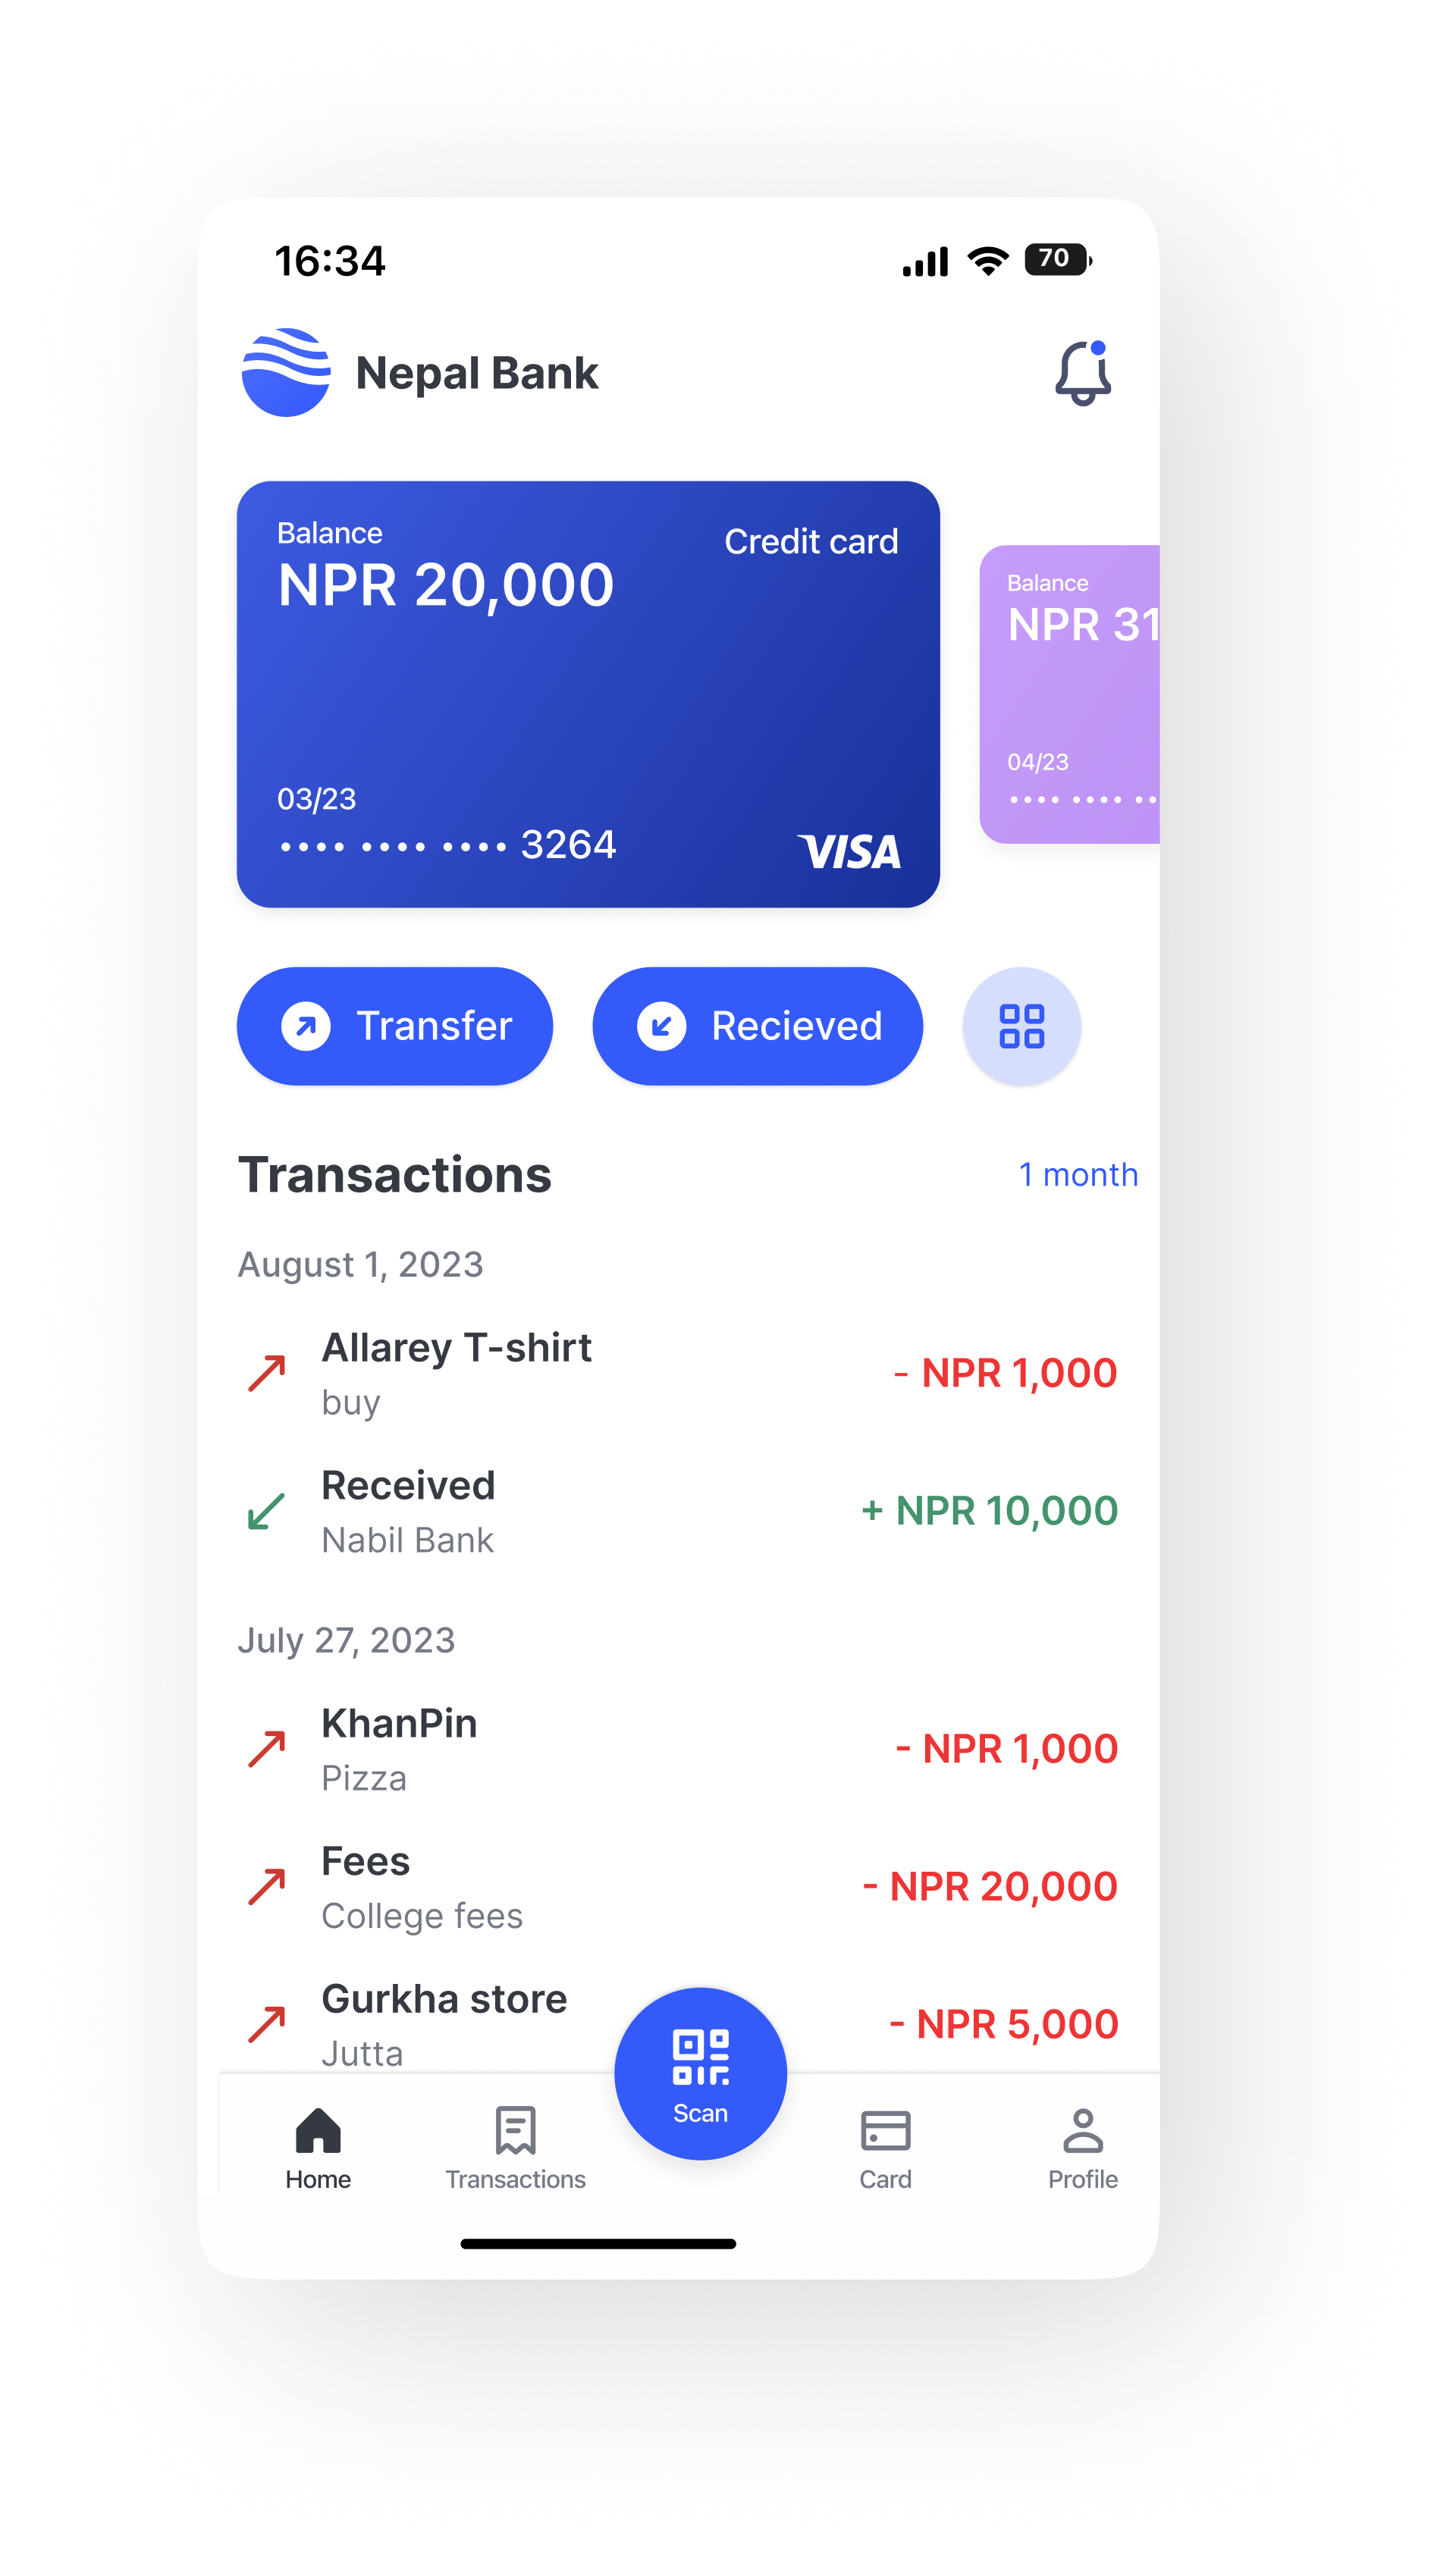 16:34
70
Nepal Bank
Balance
Credit card
NPR 20,000
03/23
•••• •••• •••• 3264
VISA
Balance
NPR 31
04/23
•••• •••• ••
Transfer
Recieved
Transactions
1 month
August 1, 2023
Allarey T-shirt
buy
- NPR 1,000
Received
Nabil Bank
+ NPR 10,000
July 27, 2023
KhanPin
Pizza
- NPR 1,000
Fees
College fees
- NPR 20,000
Gurkha store
Jutta
- NPR 5,000
Home
Transactions
Scan
Card
Profile